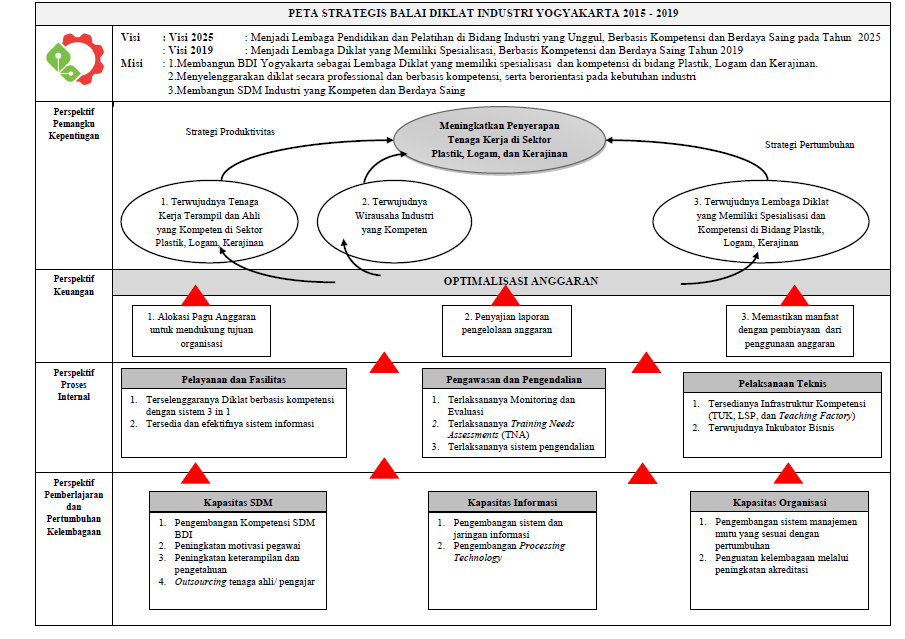 PETA STRATEGIS BALAI DIKLAT INDUSTRI YOGYAKARTA 2015 - 2019
Visi : Visi 2025 : Menjadi Lembaga Pendidikan dan Pelatihan di Bidang Industri yang Unggul, Berbasis Kompetensi dan Berdaya Saing pada Tahun 2025
: Visi 2019 : Menjadi Lembaga Diklat yang Memiliki Spesialisasi, Berbasis Kompetensi dan Berdaya Saing Tahun 2019
Misi : 1.Membangun BDI Yogyakarta sebagai Lembaga Diklat yang memiliki spesialisasi dan kompetensi di bidang Plastik, Logam dan Kerajinan.
2.Menyelenggarakan diklat secara professional dan berbasis kompetensi, serta berorientasi pada kebutuhan industri
3.Membangun SDM Industri yang Kompeten dan Berdaya Saing
Perspektif
Pemangku
Kepentingan
Strategi Produktivitas
Meningkatkan Penyerapan
Tenaga Kerja di Sektor
Plastik, Logam, dan Kerajinan
Strategi Pertumbuhan
1. Terwujudnya Tenaga
Kerja Terampil dan Ahli
yang Kompeten di Sektor
Plastik, Logam, Kerajinan
2. Terwujudnya
Wirausaha Industri
yang Kompeten
3. Terwujudnya Lembaga Diklat
yang Memiliki Spesialisasi dan
Kompetensi di Bidang Plastik,
Logam, Kerajinan
Perspektif
Keuangan
OPTIMALISASI ANGGARAN
1. Alokasi Pagu Anggaran
untuk mendukung tujuan
organisasi
2. Penyajian laporan
pengelolaan anggaran
3. Memastikan manfaat
dengan pembiayaan dari
penggunaan anggaran
Perspektif
Proses
Internal
Pelayanan dan Fasilitas
1. Terselenggaranya Diklat berbasis kompetensi
dengan sistem 3 in 1
2. Tersedia dan efektifnya sistem informasi
Pengawasan dan Pengendalian
1. Terlaksananya Monitoring dan
Evaluasi
2. Terlaksananya Training Needs
Assessments (TNA)
3. Terlaksananya sistem pengendalian
Pelaksanaan Teknis
1. Tersedianya Infrastruktur Kompetensi
(TUK, LSP, dan Teaching Factory)
2. Terwujudnya Inkubator Bisnis
Perspektif
Pemberlajaran
dan
Pertumbuhan
Kelembagaan
Kapasitas SDM
1. Pengembangan Kompetensi SDM
BDI
2. Peningkatan motivasi pegawai
3. Peningkatan keterampilan dan
pengetahuan
4. Outsourcing tenaga ahli/ pengajar
Kapasitas Informasi
1. Pengembangan sistem dan
jaringan informasi
2. Pengembangan Processing
Technology
Kapasitas Organisasi
1. Pengembangan sistem manajemen
mutu yang sesuai dengan
pertumbuhan
2. Penguatan kelembagaan melalui
peningkatan akreditasi